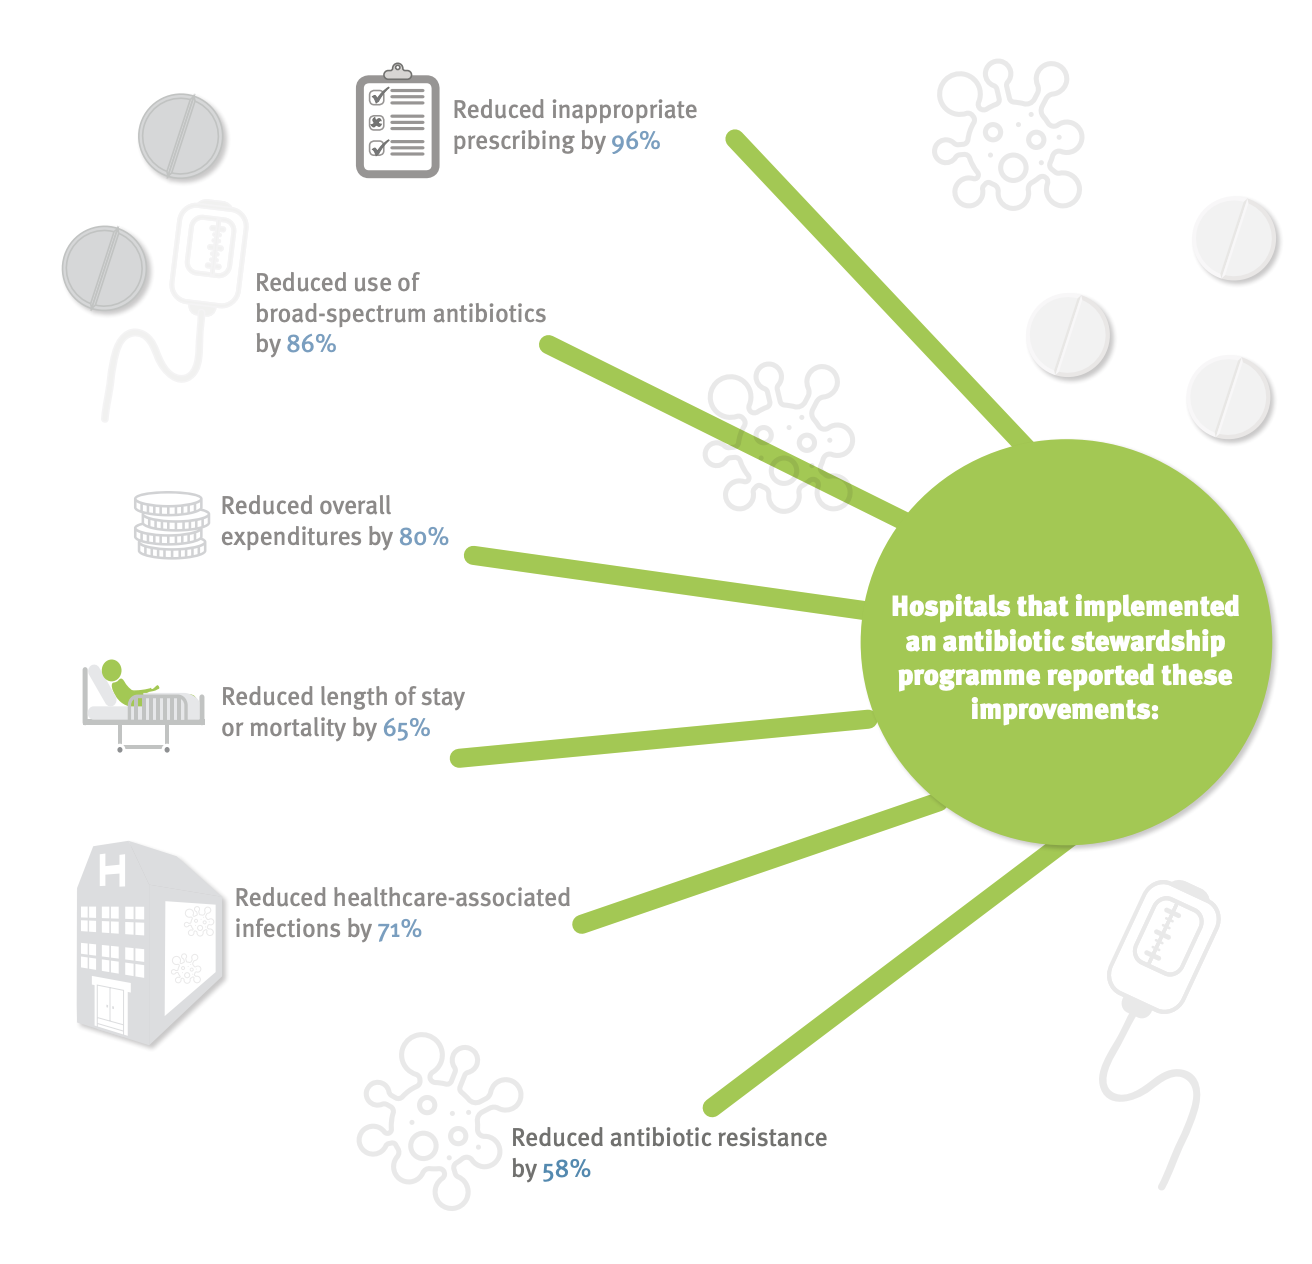 Reduced inappropriate
prescribing by 96%
Reduced use of
broad-spectrum antibiotics
by 86%
Reduced overall
expenditures by 80%
Hospitals that implemented
an antibiotic stewardship
programme reported these
improvements:
Reduced length of stay
or mortality by 65%
H
Reduced healthcare-associated
infections by 71%
Reduced antibiotic resistance
by 58%